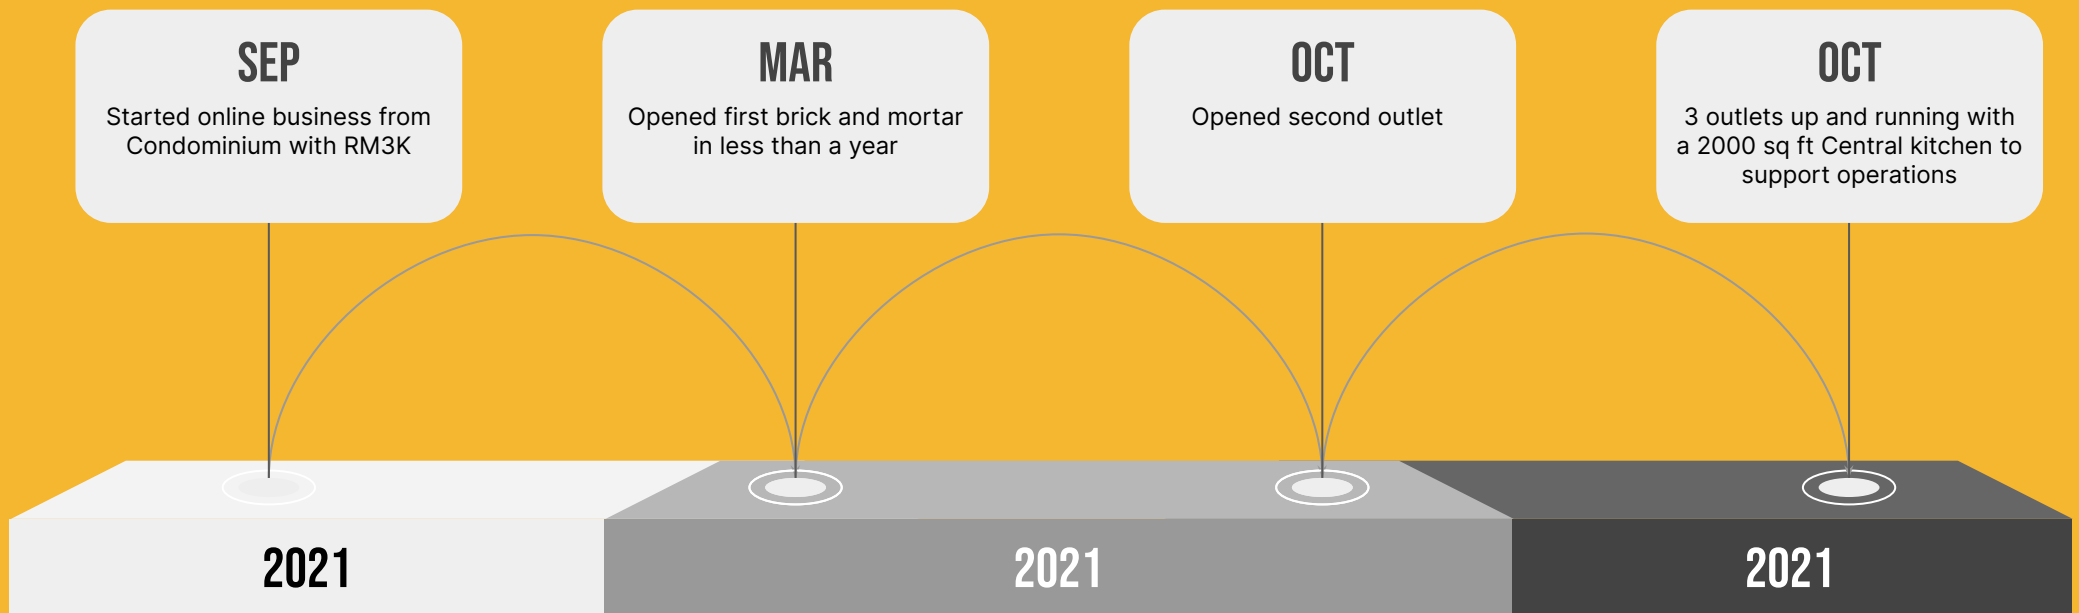 SEP
Started online business from
Condominium with RM3K
MAR
Opened first brick and mortar
in less than a year
OCT
Opened second outlet
OCT
3 outlets up and running with
a 2000 sq ft Central kitchen to
support operations
2021
2021
2021